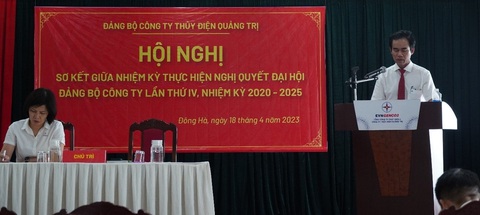 ĐẢNG BỘ CÔNG TY THỦY ĐIỆN QUẢNG TRỊ
HỘI NGHỊ
SƠ KẾT GIỮA NHIỆM KỲ THỰC HIỆN NGHỊ QUYẾT ĐẠI HỘI
ĐẢNG BỘ CÔNG TY LẦN THỨ IV, NHIỆM KỲ 2020 - 2025
Đông Hà, ngày 18 tháng 4 năm 2023
CHỦ TRÌ
EVNGENCO2